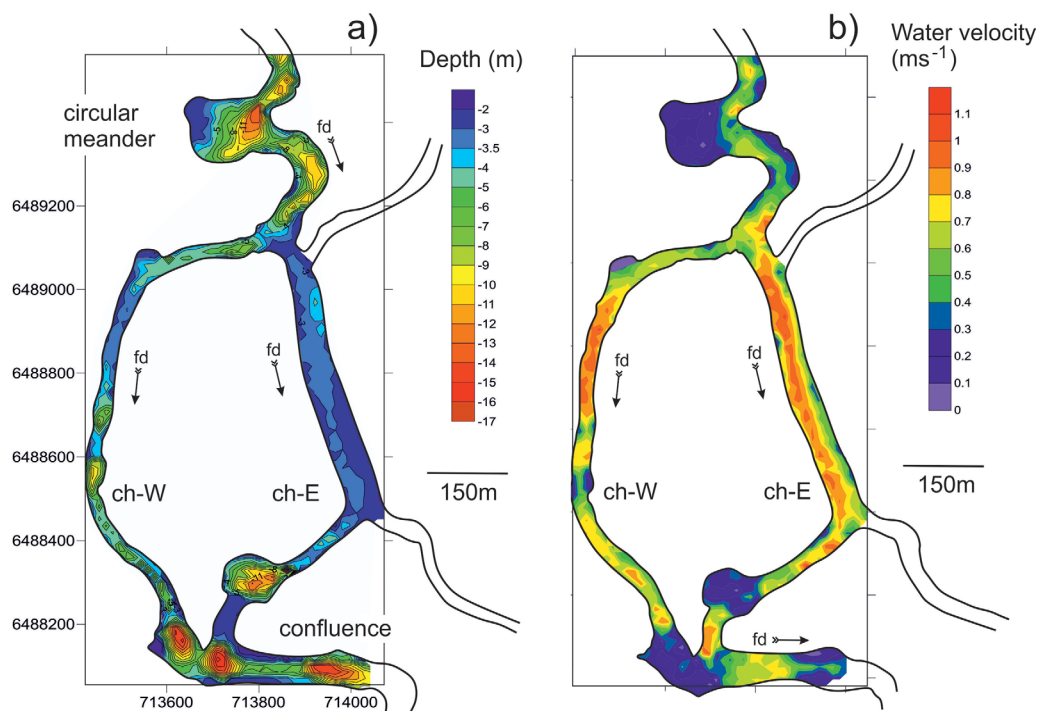 a)
Depth (m)
-2
-3
-3.5
-4
-5
-6
-7
-8
-9
-10
-12
-13
-14
-15
-16
-17
circular
meander
fd
6489200
6489000
6488800
6488600
6488400
6488200
fd
fd
ch-W
ch-E
150m
confluence
713600
713800
714000
b)
Water velocity
(ms-1)
1.1
1
0.9
0.8
0.7
0.6
0.5
0.4
0.3
0.2
0.1
0
fd
fd
ch-W
ch-E
150m
fd